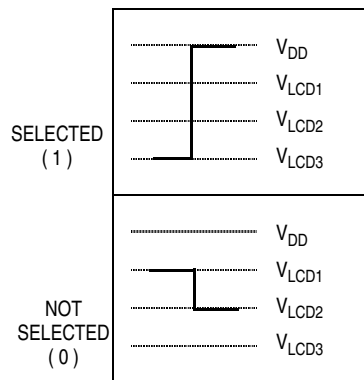 V_DD
V_LCD1
V_LCD2
V_LCD3
SELECTED
( 1 )
V_DD
V_LCD1
V_LCD2
V_LCD3
NOT
SELECTED
( 0 )